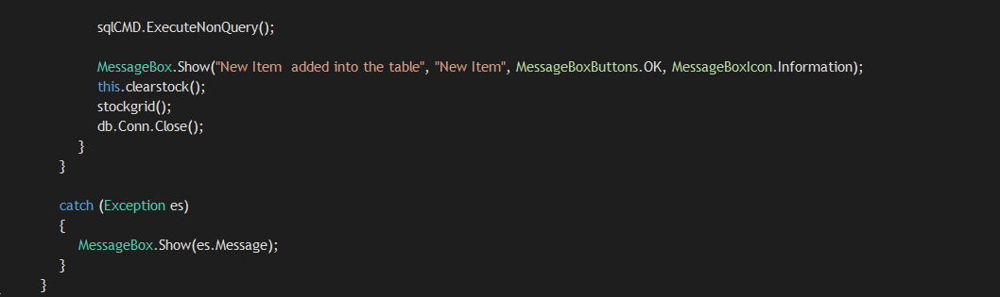 sqlCMD.ExecuteNonQuery();
MessageBox.Show("New Item  added into the table", "New Item", MessageBoxButtons.OK, MessageBoxIcon.Information);
this.clearstock();
stockgrid();
db.Conn.Close();
}
}
catch (Exception es)
{
MessageBox.Show(es.Message);
}
}